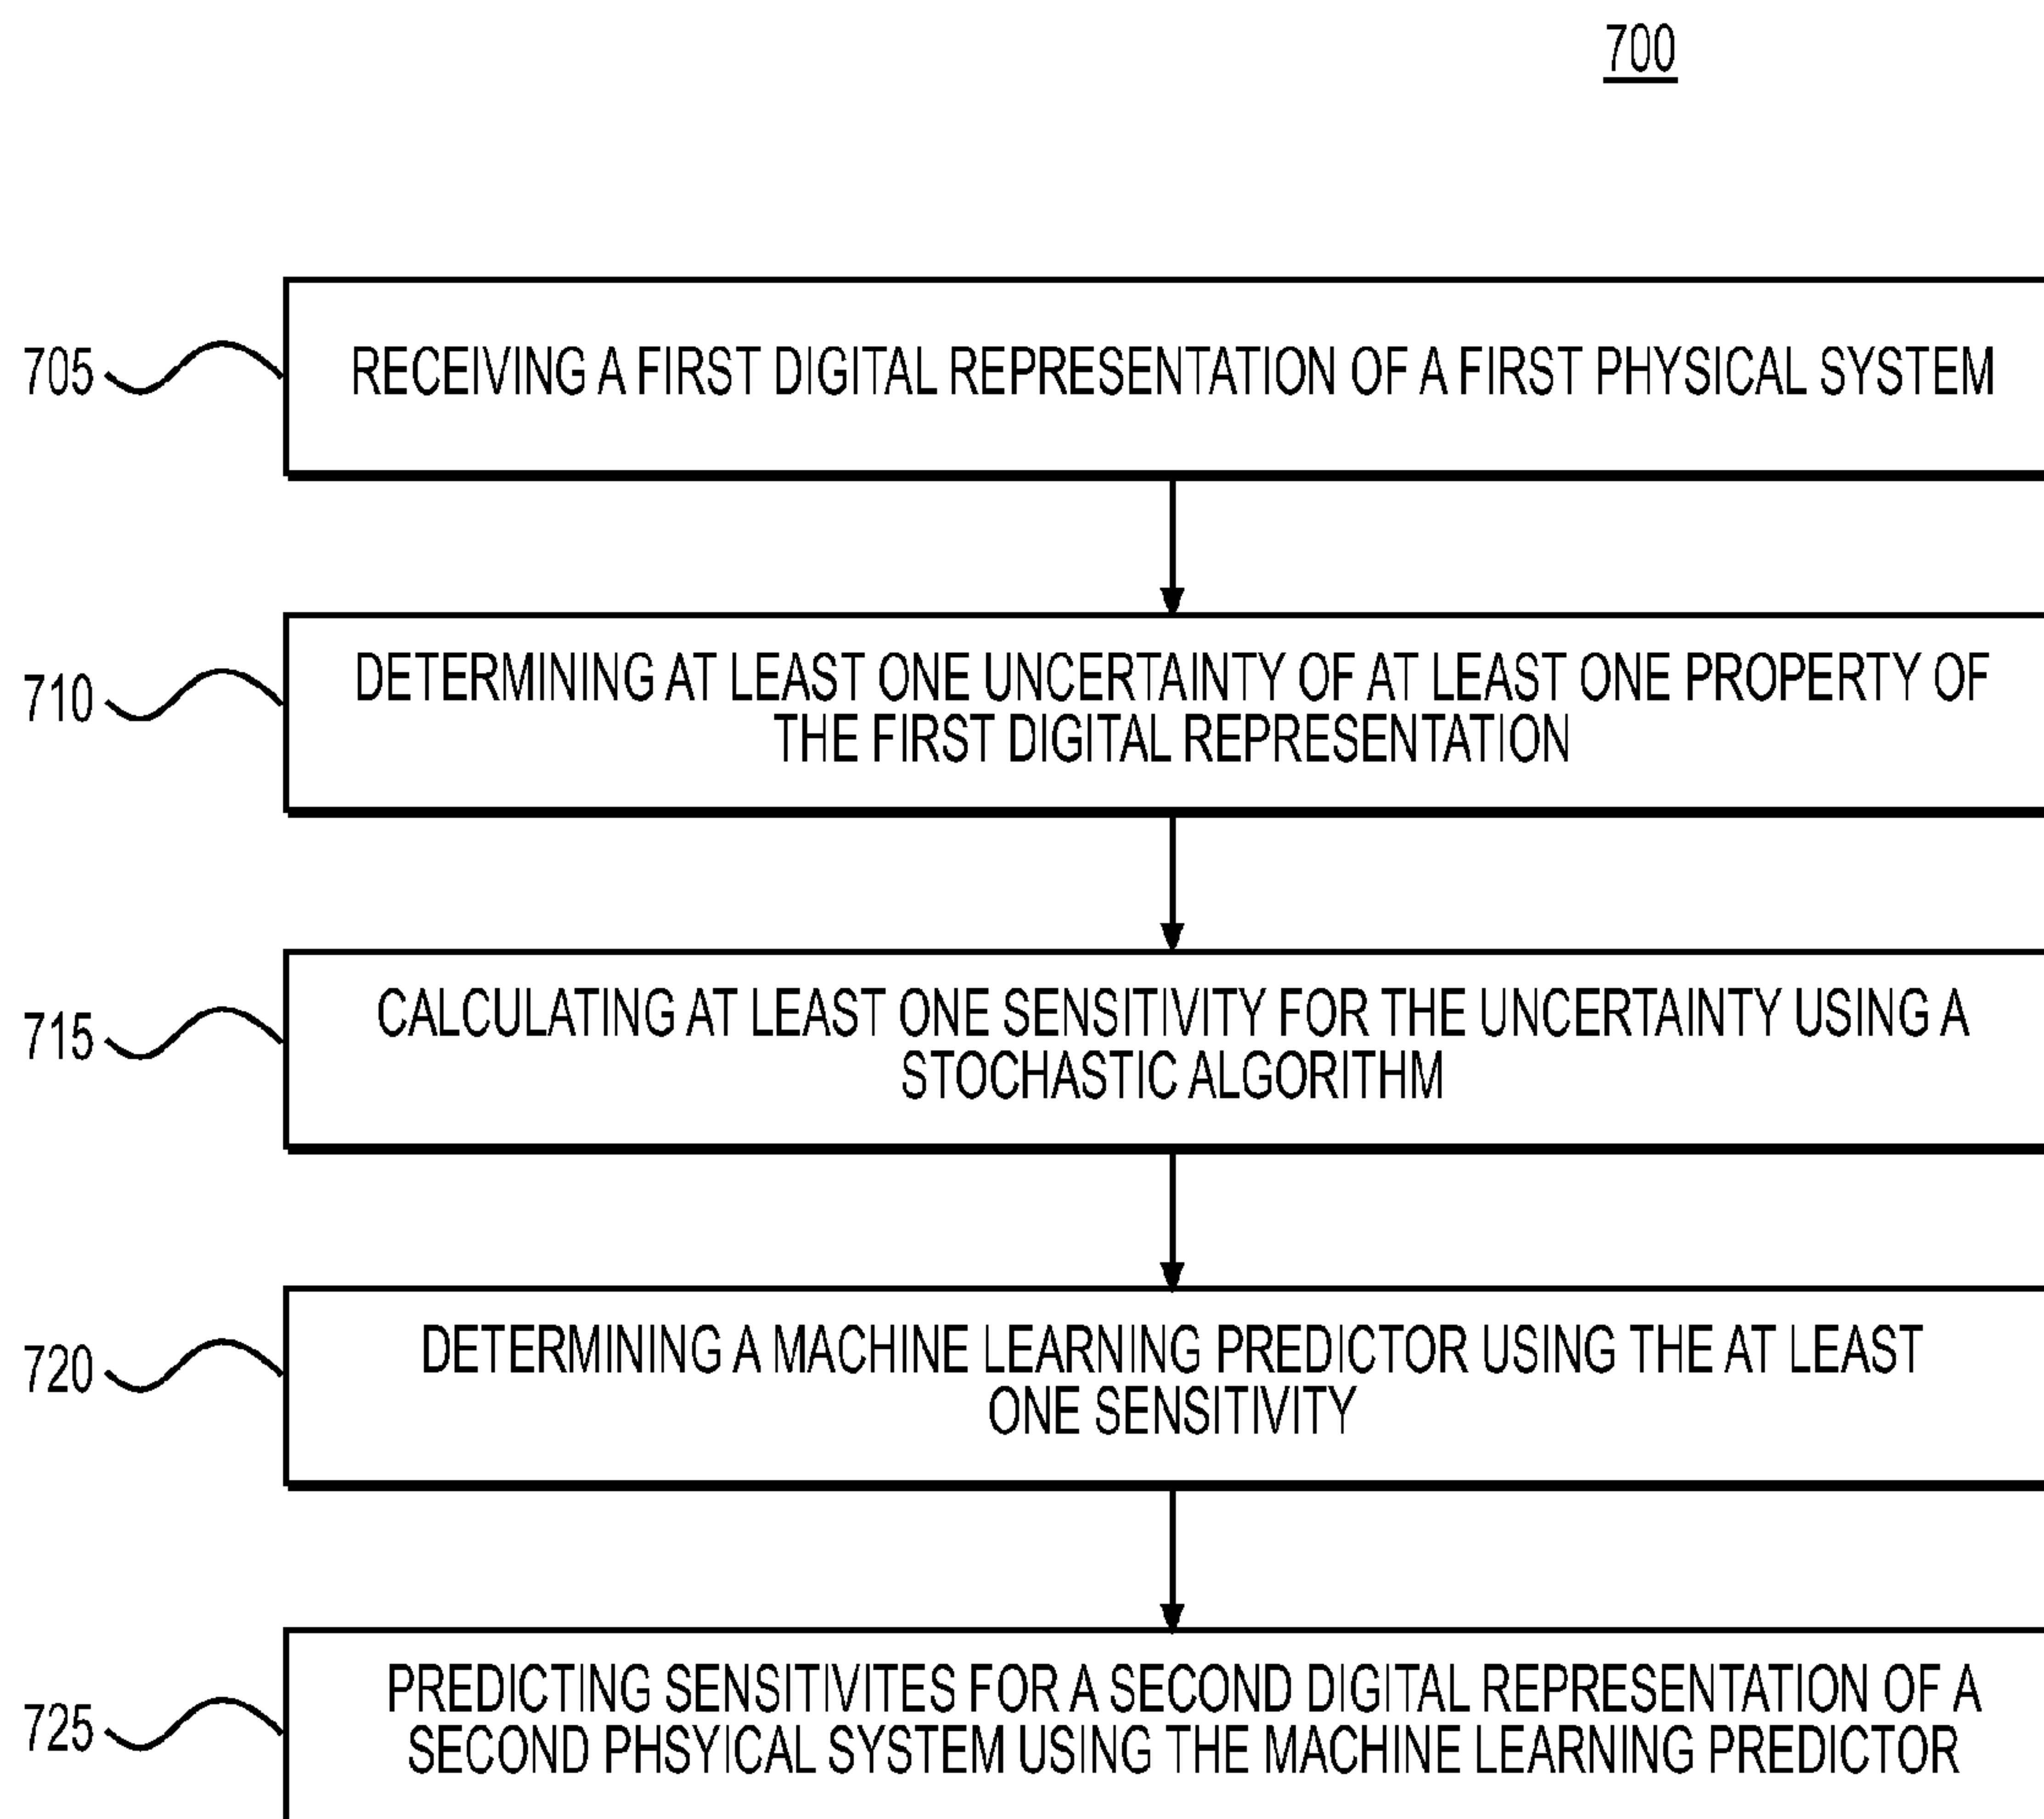 700
705
RECEIVING A FIRST DIGITAL REPRESENTATION OF A FIRST PHYSICAL SYSTEM
710
DETERMINING AT LEAST ONE UNCERTAINTY OF AT LEAST ONE PROPERTY OF
THE FIRST DIGITAL REPRESENTATION
715
CALCULATING AT LEAST ONE SENSITIVITY FOR THE UNCERTAINTY USING A
STOCHASTIC ALGORITHM
720
DETERMINING A MACHINE LEARNING PREDICTOR USING THE AT LEAST
ONE SENSITIVITY
725
PREDICTING SENSITIVITES FOR A SECOND DIGITAL REPRESENTATION OF A
SECOND PHSYICAL SYSTEM USING THE MACHINE LEARNING PREDICTOR